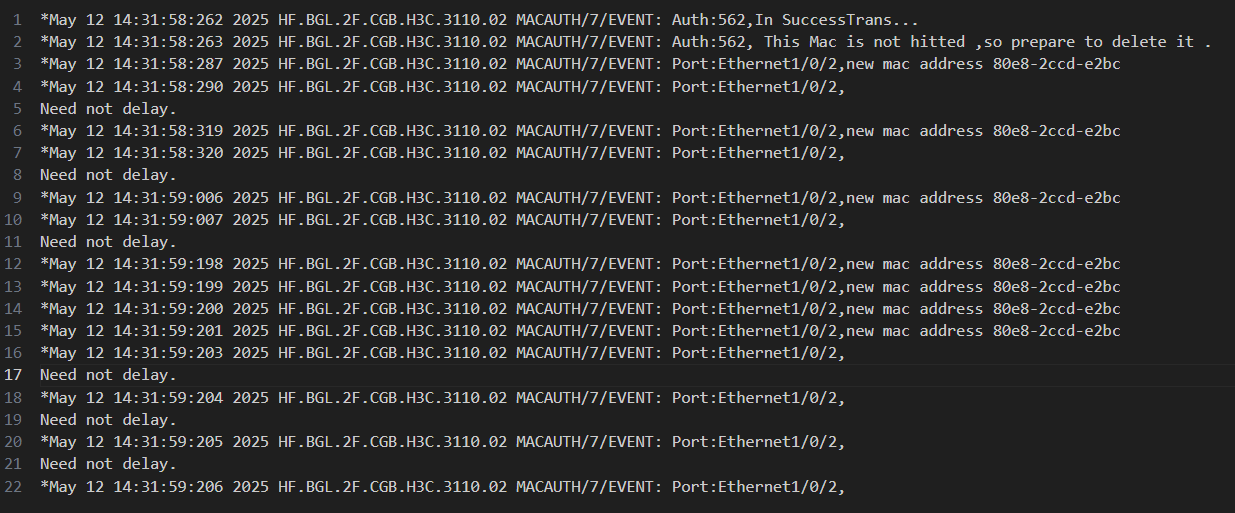 1 *May 12 14:31:58:262 2025 HF.BGL.2F.CGB.H3C.3110.02 MACAUTH/7/EVENT: Auth:562,In SuccessTrans...
2 *May 12 14:31:58:263 2025 HF.BGL.2F.CGB.H3C.3110.02 MACAUTH/7/EVENT: Auth:562, This Mac is not hitted ,so prepare to delete it .
3 *May 12 14:31:58:287 2025 HF.BGL.2F.CGB.H3C.3110.02 MACAUTH/7/EVENT: Port:Ethernet1/0/2,new mac address 80e8-2ccd-e2bc
4 *May 12 14:31:58:290 2025 HF.BGL.2F.CGB.H3C.3110.02 MACAUTH/7/EVENT: Port:Ethernet1/0/2,
5 Need not delay.
6 *May 12 14:31:58:319 2025 HF.BGL.2F.CGB.H3C.3110.02 MACAUTH/7/EVENT: Port:Ethernet1/0/2,new mac address 80e8-2ccd-e2bc
7 *May 12 14:31:58:320 2025 HF.BGL.2F.CGB.H3C.3110.02 MACAUTH/7/EVENT: Port:Ethernet1/0/2,
8 Need not delay.
9 *May 12 14:31:59:006 2025 HF.BGL.2F.CGB.H3C.3110.02 MACAUTH/7/EVENT: Port:Ethernet1/0/2,new mac address 80e8-2ccd-e2bc
10 *May 12 14:31:59:007 2025 HF.BGL.2F.CGB.H3C.3110.02 MACAUTH/7/EVENT: Port:Ethernet1/0/2,
11 Need not delay.
12 *May 12 14:31:59:198 2025 HF.BGL.2F.CGB.H3C.3110.02 MACAUTH/7/EVENT: Port:Ethernet1/0/2,new mac address 80e8-2ccd-e2bc
13 *May 12 14:31:59:199 2025 HF.BGL.2F.CGB.H3C.3110.02 MACAUTH/7/EVENT: Port:Ethernet1/0/2,new mac address 80e8-2ccd-e2bc
14 *May 12 14:31:59:200 2025 HF.BGL.2F.CGB.H3C.3110.02 MACAUTH/7/EVENT: Port:Ethernet1/0/2,new mac address 80e8-2ccd-e2bc
15 *May 12 14:31:59:201 2025 HF.BGL.2F.CGB.H3C.3110.02 MACAUTH/7/EVENT: Port:Ethernet1/0/2,new mac address 80e8-2ccd-e2bc
16 *May 12 14:31:59:203 2025 HF.BGL.2F.CGB.H3C.3110.02 MACAUTH/7/EVENT: Port:Ethernet1/0/2,
17 Need not delay.
18 *May 12 14:31:59:204 2025 HF.BGL.2F.CGB.H3C.3110.02 MACAUTH/7/EVENT: Port:Ethernet1/0/2,
19 Need not delay.
20 *May 12 14:31:59:205 2025 HF.BGL.2F.CGB.H3C.3110.02 MACAUTH/7/EVENT: Port:Ethernet1/0/2,
21 Need not delay.
22 *May 12 14:31:59:206 2025 HF.BGL.2F.CGB.H3C.3110.02 MACAUTH/7/EVENT: Port:Ethernet1/0/2,